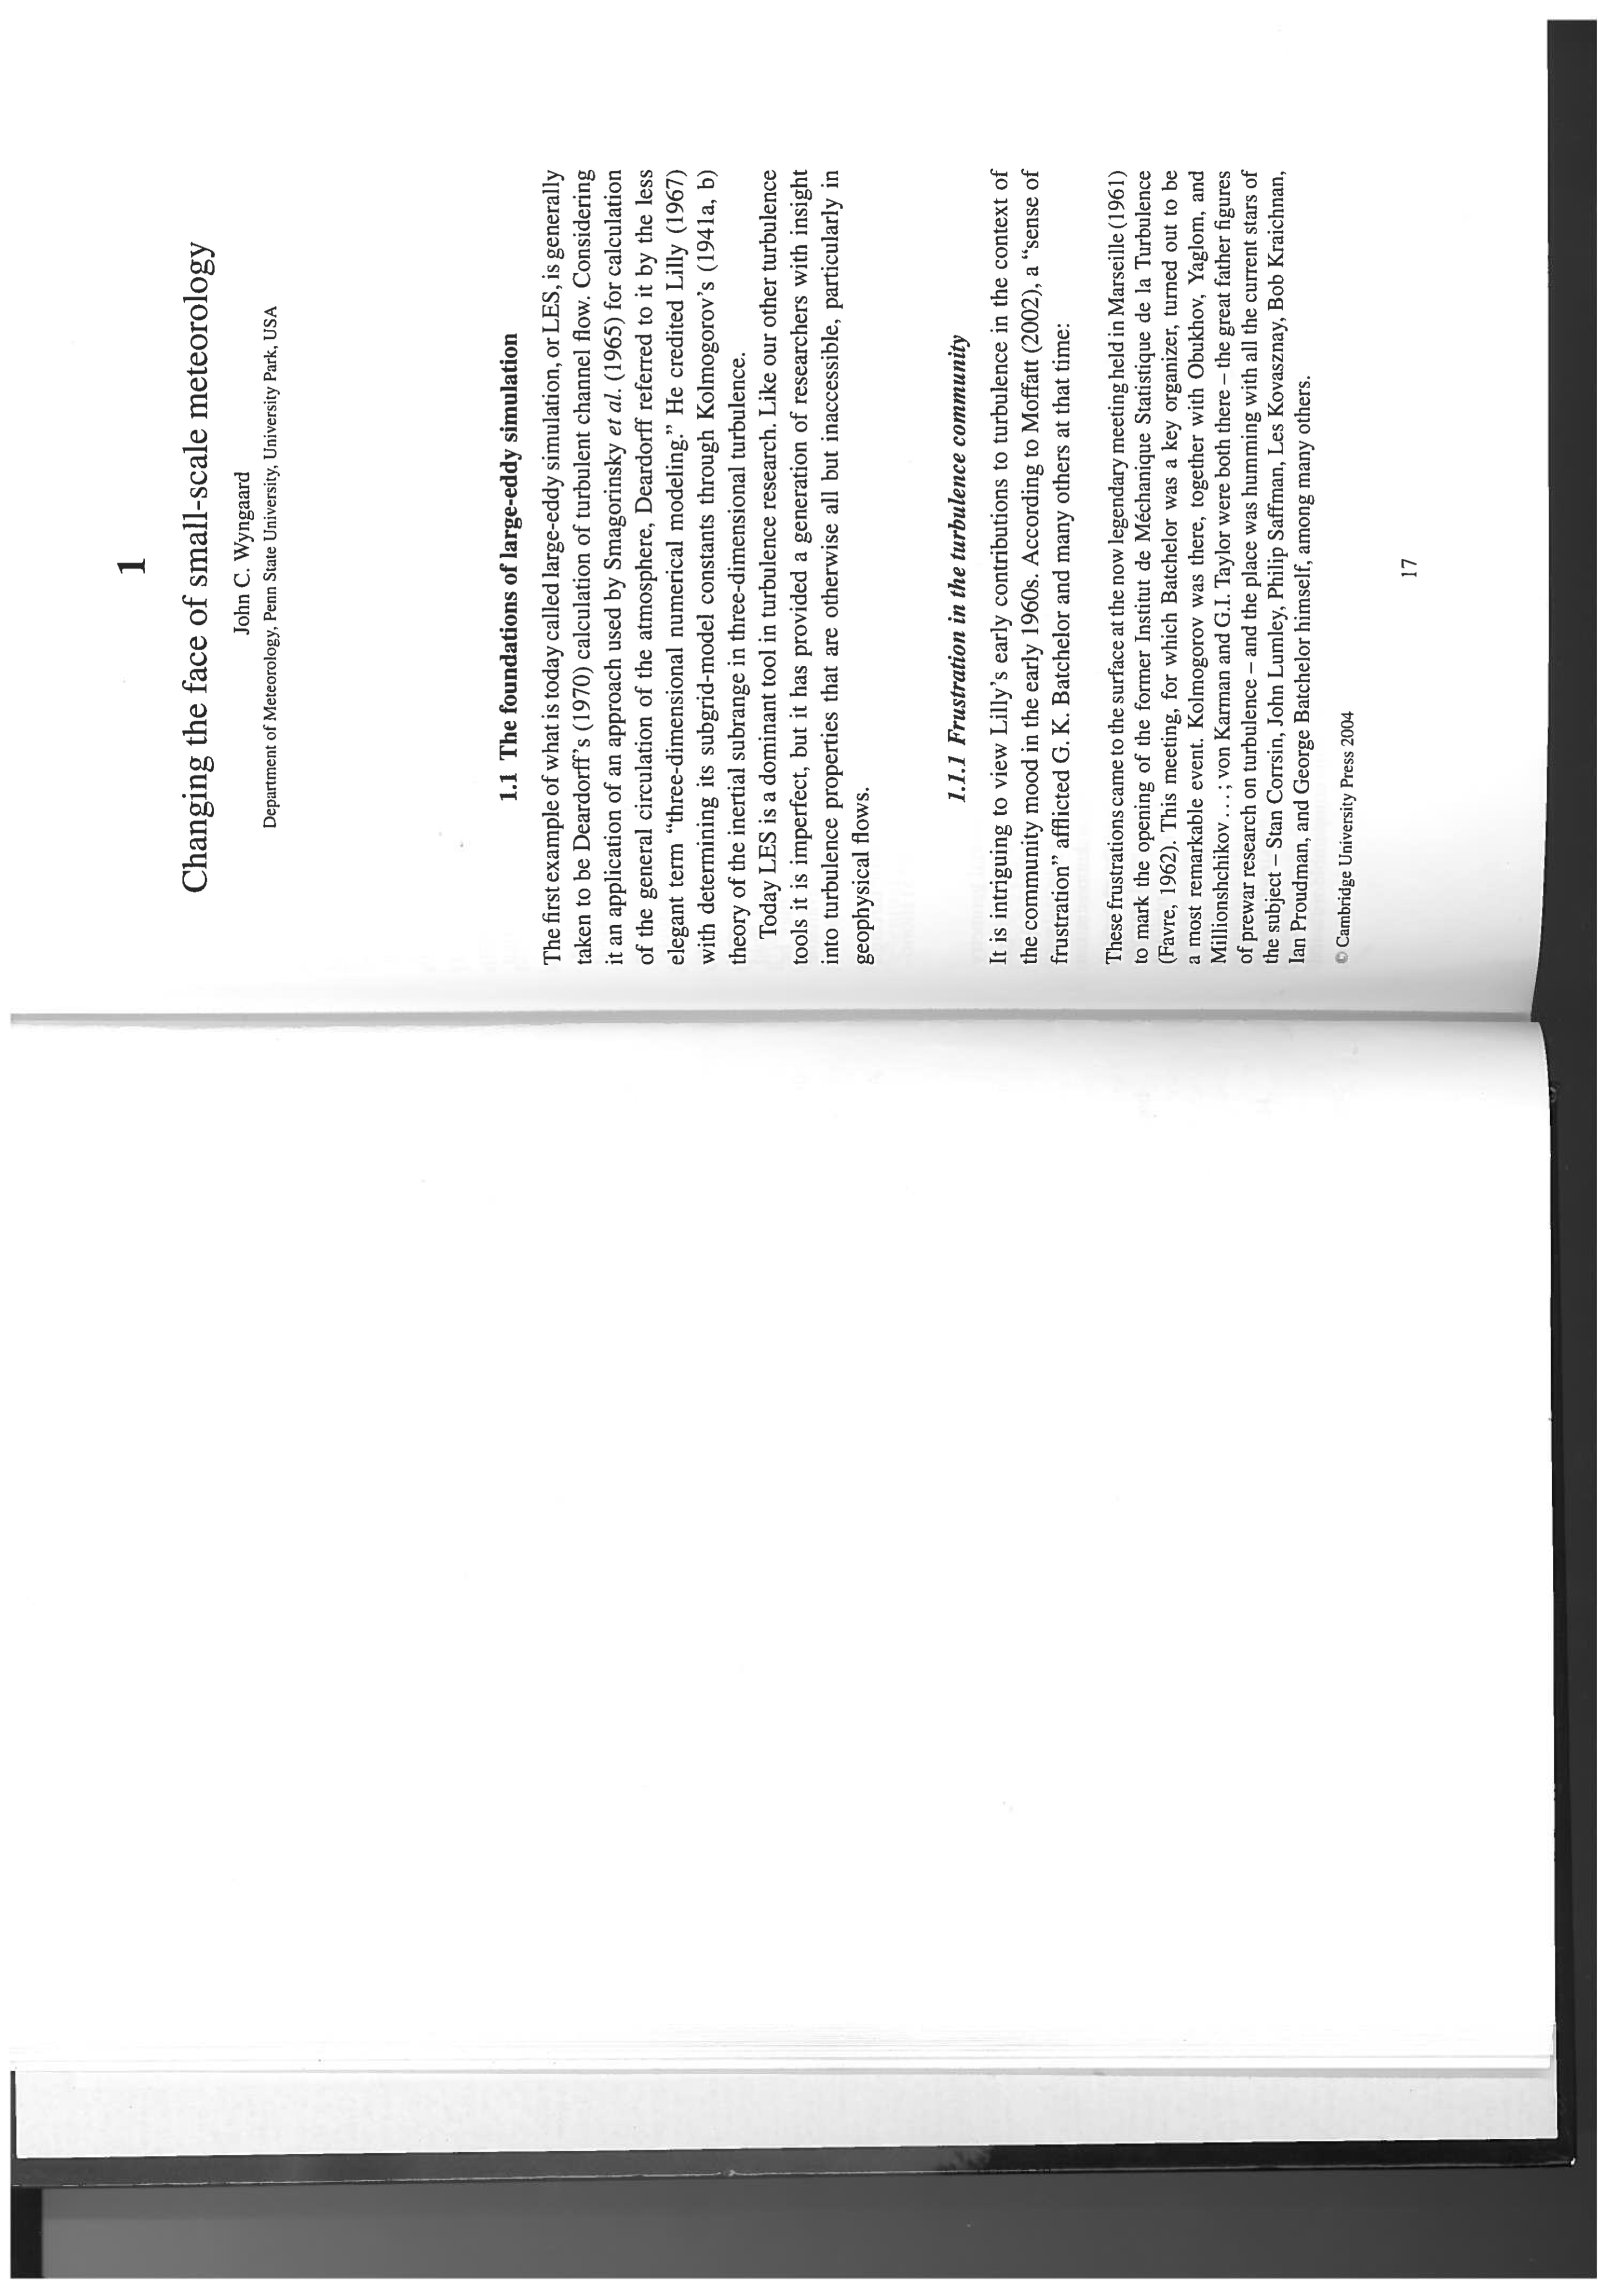 1
Changing the face of small-scale meteorology
John C. Wyngaard
Department of Meteorology, Penn State University, University Park, USA
1.1 The foundations of large-eddy simulation
The first example of what is today called large-eddy simulation, or LES, is generally
taken to be Deardorff's (1970) calculation of turbulent channel flow. Considering
it an application of an approach used by Smagorinsky et al. (1965) for calculation
of the general circulation of the atmosphere, Deardorff referred to it by the less
elegant term “three-dimensional numerical modeling.” He credited Lilly (1967)
with determining its subgrid-model constants through Kolmogorov's (1941a, b)
theory of the inertial subrange in three-dimensional turbulence.
Today LES is a dominant tool in turbulence research. Like our other turbulence
tools it is imperfect, but it has provided a generation of researchers with insight
into turbulence properties that are otherwise all but inaccessible, particularly in
geophysical flows.
1.1.1 Frustration in the turbulence community
It is intriguing to view Lilly's early contributions to turbulence in the context of
the community mood in the early 1960s. According to Moffatt (2002), a “sense of
frustration” afflicted G. K. Batchelor and many others at that time:
These frustrations came to the surface at the now legendary meeting held in Marseille (1961)
to mark the opening of the former Institut de Méchanique Statistique de la Turbulence
(Favre, 1962). This meeting, for which Batchelor was a key organizer, turned out to be
a most remarkable event. Kolmogorov was there, together with Obukhov, Yaglom, and
Millionshchikov...; von Karman and G.I. Taylor were both there – the great father figures
of prewar research on turbulence – and the place was humming with all the current stars of
the subject – Stan Corrsin, John Lumley, Philip Saffman, Les Kovasznay, Bob Kraichnan,
Ian Proudman, and George Batchelor himself, among many others.
© Cambridge University Press 2004
17